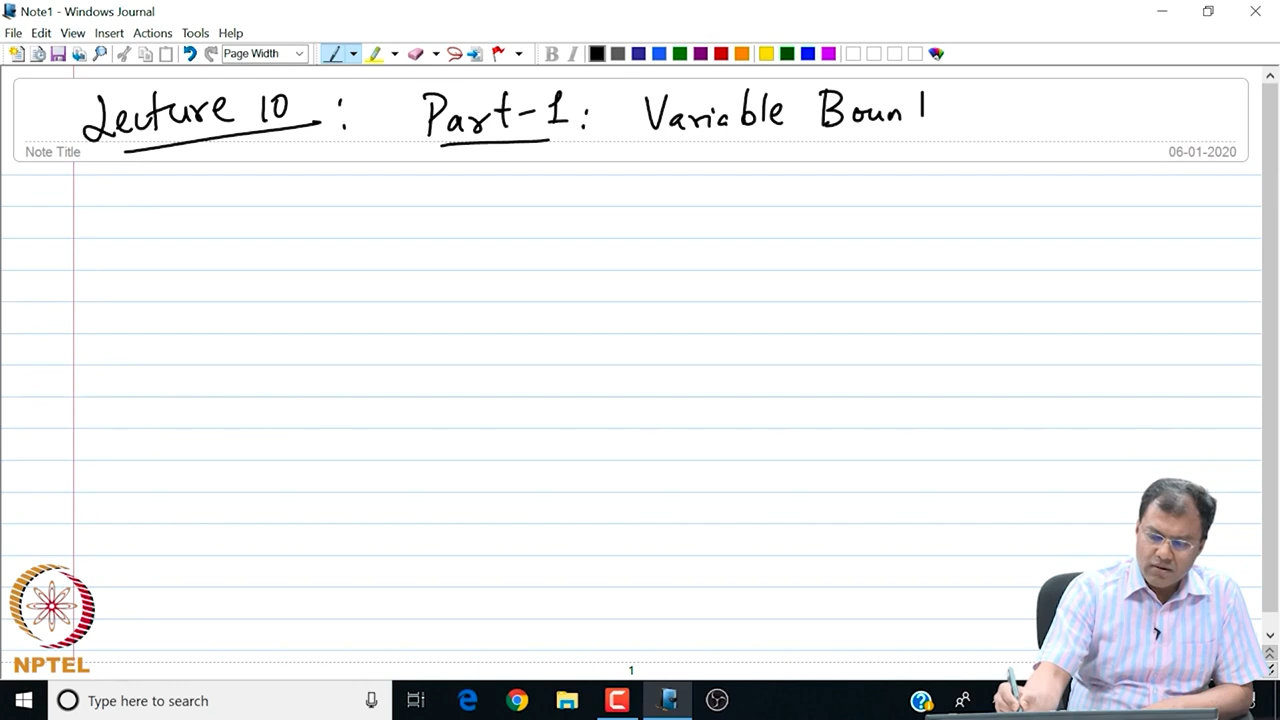 Note1 - Windows Journal
File Edit View Insert Actions Tools Help
Page Width B I
Lecture 10 : Part-1 : Variable Boun
Note Title 06-01-2020
NPTEL
1
Type here to search